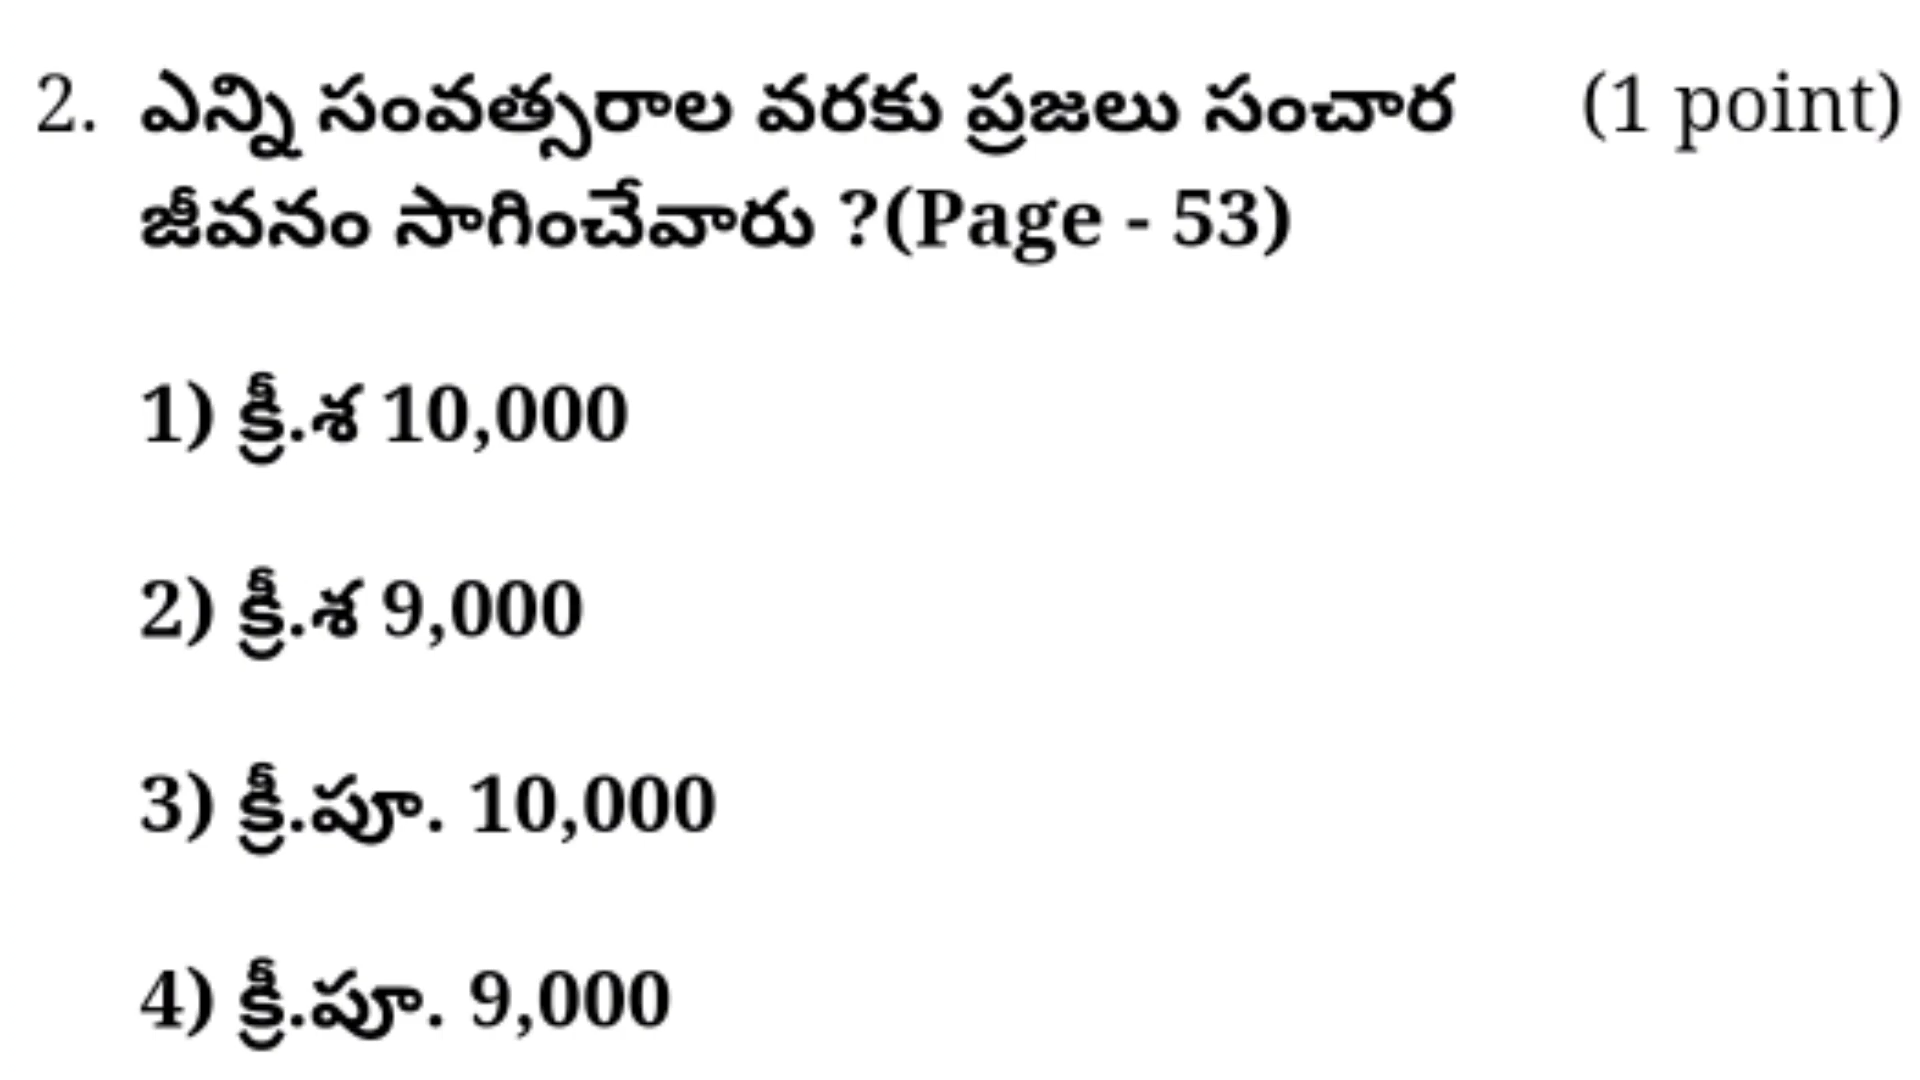 2. ఎన్ని సంవత్సరాల వరకు ప్రజలు సంచార (1 point)
జీవనం సాగించేవారు ?(Page - 53)
1) క్రీ.శ 10,000
2) క్రీ.శ 9,000
3) క్రీ.పూ. 10,000
4) క్రీ.పూ. 9,000